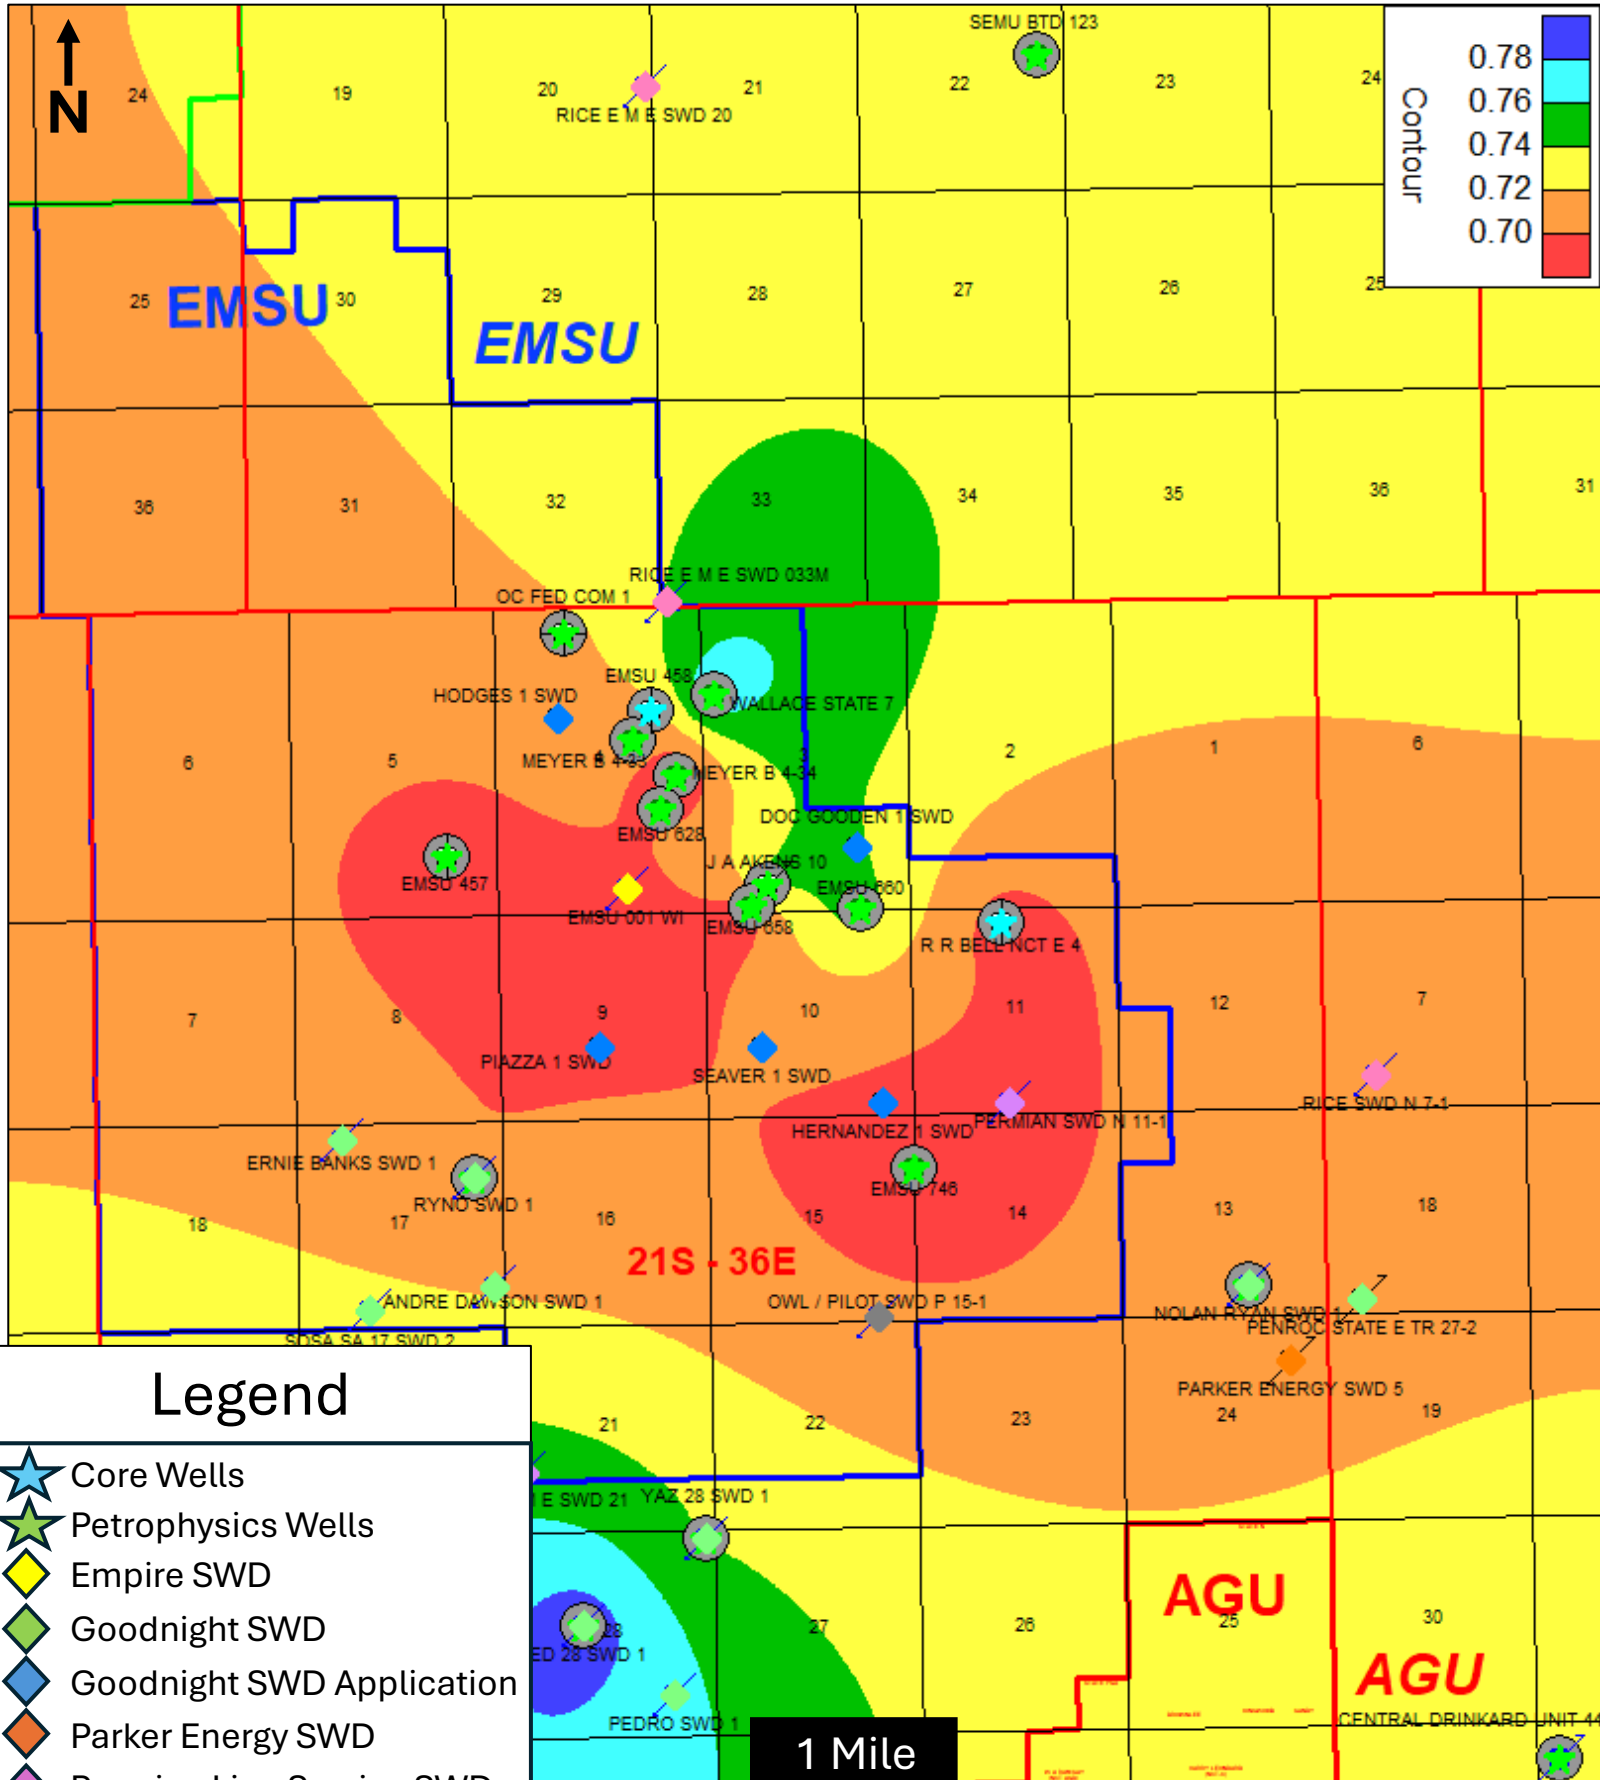 SEMU BTD 123
N
24
19
20
21
22
23
24
RICE E M E SWD 20
Contour
0.78
0.76
0.74
0.72
0.70
25
EMSU
30
29
28
27
26
25
EMSU
36
31
32
33
34
35
36
31
RICE E M E SWD 033M
OC FED COM 1
EMSU 458
HODGES 1 SWD
WALLACE STATE 7
6
5
4
3
2
1
6
MEYER B 4-33
MEYER B 4-34
DOC GOODEN 1 SWD
EMSU 628
J A AKENS 10
EMSU 457
EMSU 660
EMSU 001 WI
EMSU 658
R R BELL NCT E 4
7
8
9
10
11
12
7
PIAZZA 1 SWD
SEAVER 1 SWD
RICE SWD N 7-1
HERNANDEZ 1 SWD
PERMIAN SWD N 11-1
ERNIE BANKS SWD 1
EMSU 746
RYNO SWD 1
18
17
16
15
14
13
18
21S - 36E
ANDRE DAWSON SWD 1
OWL / PILOT SWD P 15-1
NOLAN RYAN SWD 1
PENROC STATE E TR 27-2
SOSA SA 17 SWD 2
PARKER ENERGY SWD 5
21
22
23
24
19
E SWD 21
YAZ 28 SWD 1
AGU
28
27
26
25
30
ED 28 SWD 1
AGU
PEDRO SWD 1
CENTRAL DRINKARD UNIT 44
1 Mile
Legend
Core Wells
Petrophysics Wells
Empire SWD
Goodnight SWD
Goodnight SWD Application
Parker Energy SWD